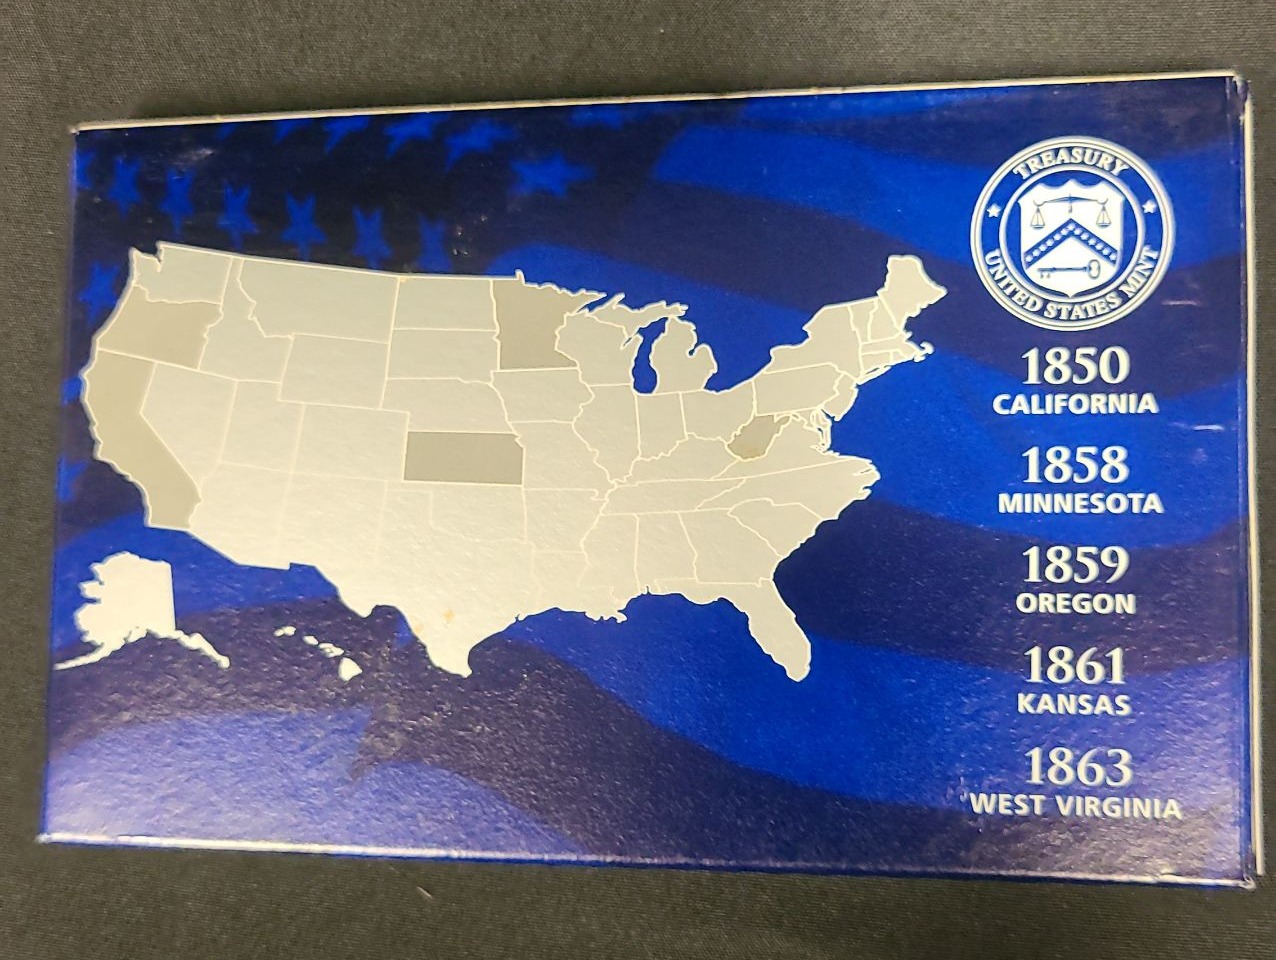 TREASURY
UNITED STATES MINT
1850
CALIFORNIA
1858
MINNESOTA
1859
OREGON
1861
KANSAS
1863
WEST VIRGINIA